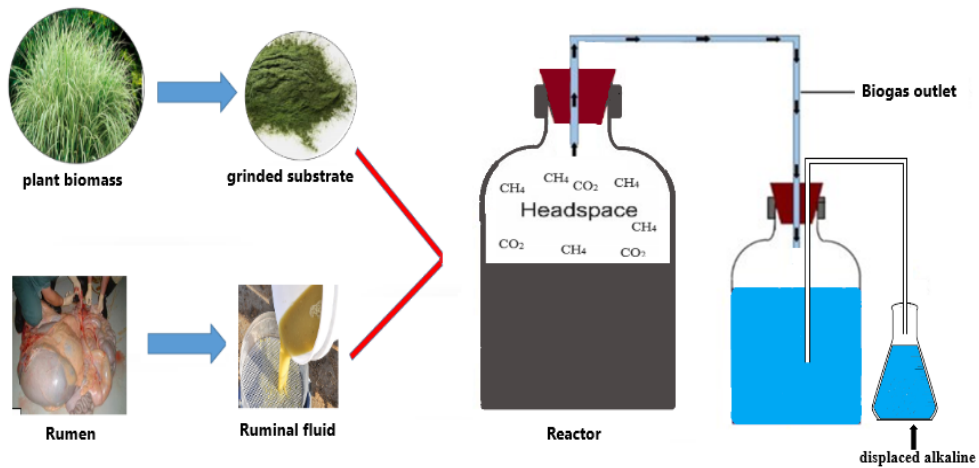 plant biomass
grinded substrate
Rumen
Ruminal fluid
CH₄
CH₄
CO₂
CH₄
Headspace
CH₄
CO₂
CH₄
CO₂
Reactor
Biogas outlet
displaced alkaline